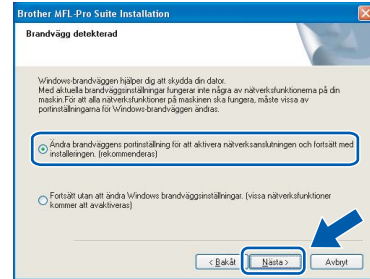 Brother MFL-Pro Suite Installation
Brandvägg detekterad
Windows-brandväggen hjälper dig att skydda din dator.
Med aktuella brandväggsinställningar fungerar inte några av nätverksfunktionerna på din
maskin.För att alla nätverksfunktioner på maskinen ska fungera, måste vissa av
portinställningarna för Windows-brandväggen ändras.
Ändra brandväggens portinställning för att aktivera nätverksanslutningen och fortsätt med
installeringen. (rekommenderas)
Fortsätt utan att ändra Windows brandväggsinställningar. (vissa nätverksfunktioner
kommer att avaktiveras)
< Bakåt Nästa > Avbryt